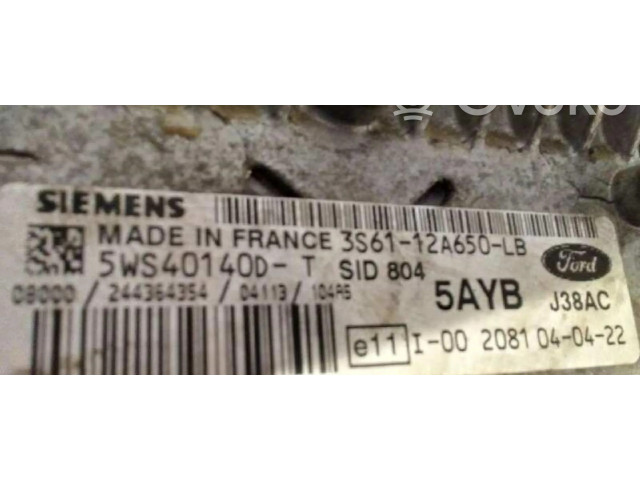 SIEMENS
MADE IN FRANCE 3S61-12A650-LB
5WS40140D-T SID 804
Ford
08000 / 244364354 / 04113 / 104A5
5AYB J38AC
e11 I-00 2081 04-04-22